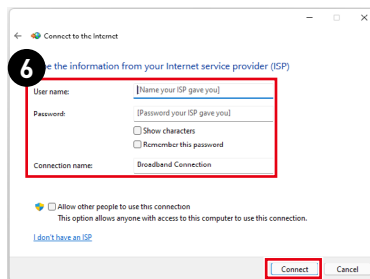 Connect to the Internet
6
pe the information from your Internet service provider (ISP)
User name:
[Name your ISP gave you]
Password:
[Password your ISP gave you]
Show characters
Remember this password
Connection name:
Broadband Connection
Allow other people to use this connection
This option allows anyone with access to this computer to use this connection.
I don't have an ISP
Connect
Cancel